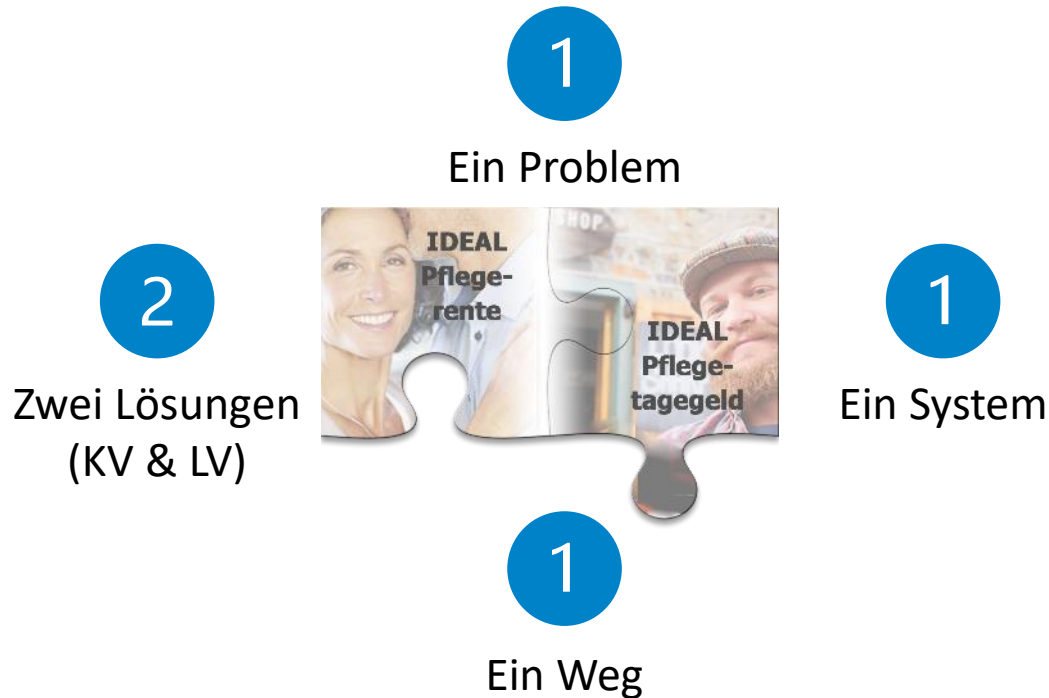 1
Ein Problem
SHOP
IDEAL
Pflege-
rente
IDEAL
Pflege-
tagegeld
2
Zwei Lösungen
(KV & LV)
1
Ein System
1
Ein Weg